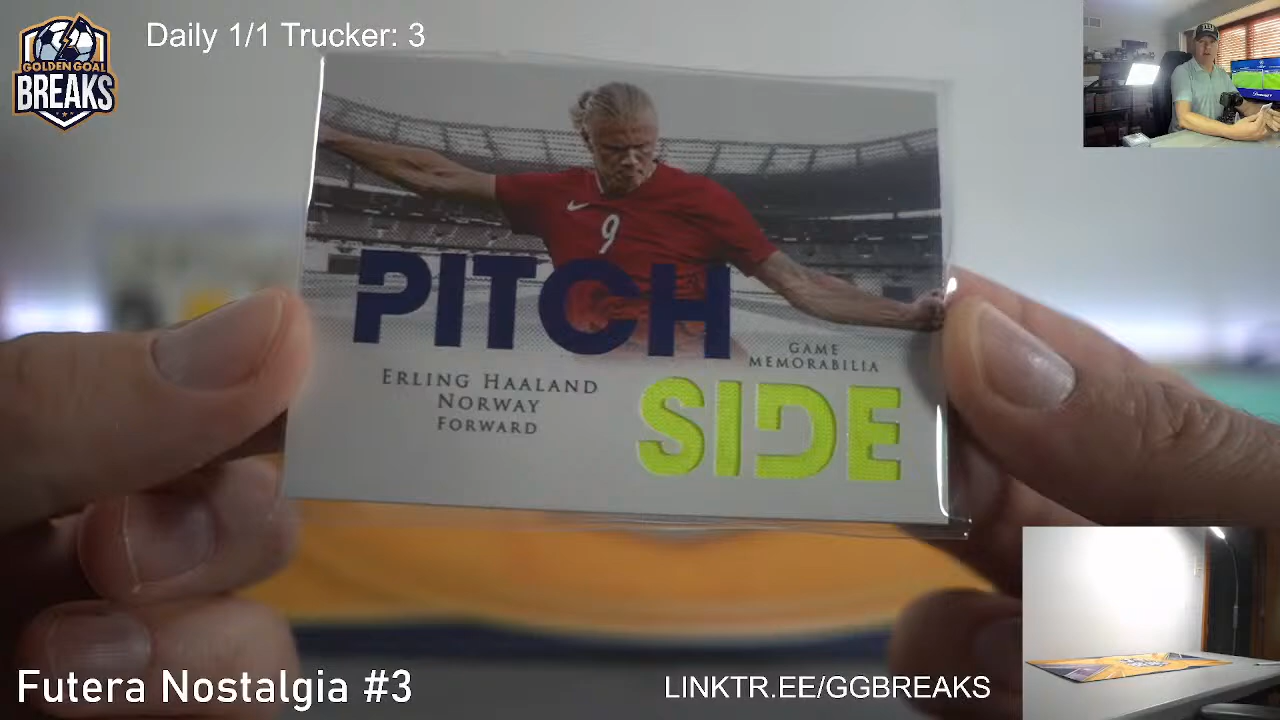 GOLDEN GOAL
BREAKS
Daily 1/1 Trucker: 3
9
PITCH
GAME
MEMORABILIA
ERLING HAALAND
NORWAY
FORWARD
SIDE
Futera Nostalgia #3
LINKTR.EE/GGBREAKS